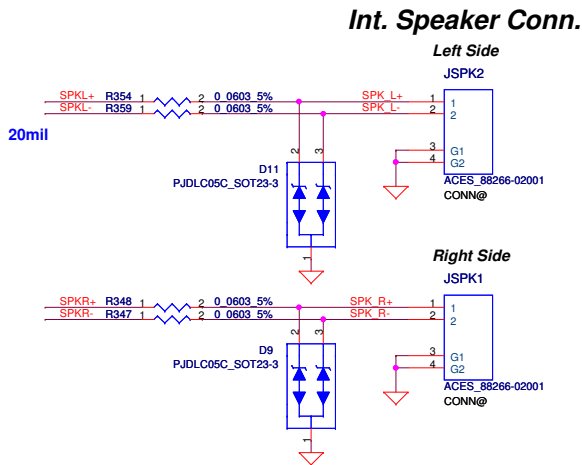 Int. Speaker Conn.
Left Side
JSPK2
SPKL+ R354 1 2 0_0603_5% SPK_L+ 1 1
SPKL- R359 1 2 0_0603_5% SPK_L- 2 2
20mil
2 3
3 G1
4 G2
D11
PJDLC05C_SOT23-3
ACES_88266-02001
CONN@
1
Right Side
JSPK1
SPKR+ R348 1 2 0_0603_5% SPK_R+ 1 1
SPKR- R347 1 2 0_0603_5% SPK_R- 2 2
2 3
3 G1
4 G2
D9
PJDLC05C_SOT23-3
ACES_88266-02001
CONN@
1